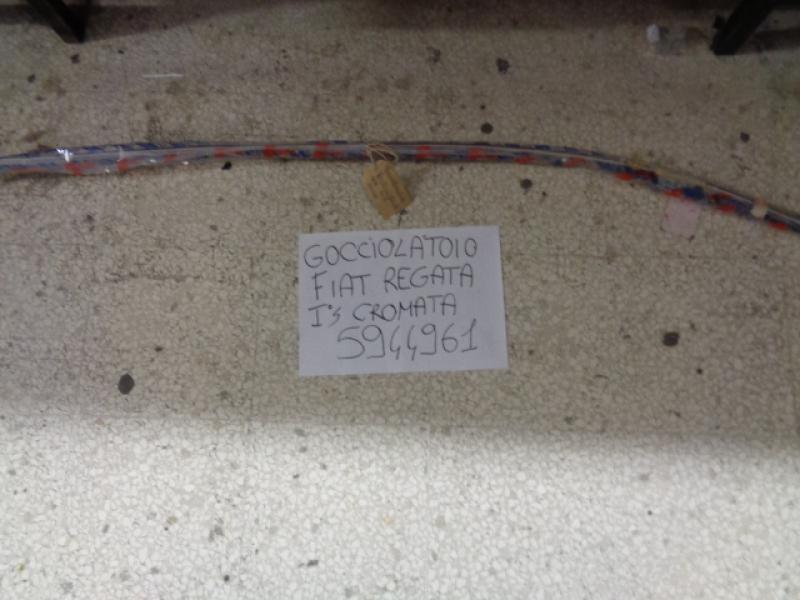 GOCCIOLATOIO
FIAT REGATA
I°s CROMATA
5944961